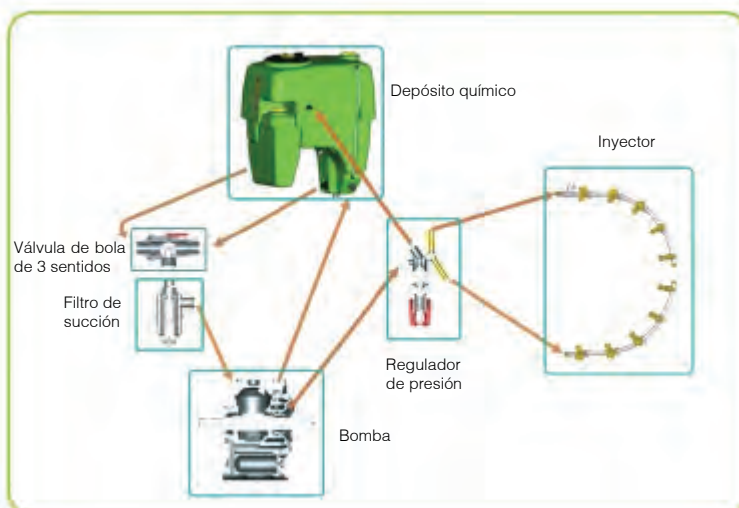 Depósito químico
Inyector
Válvula de bola
de 3 sentidos
Filtro de
succión
Regulador
de presión
Bomba